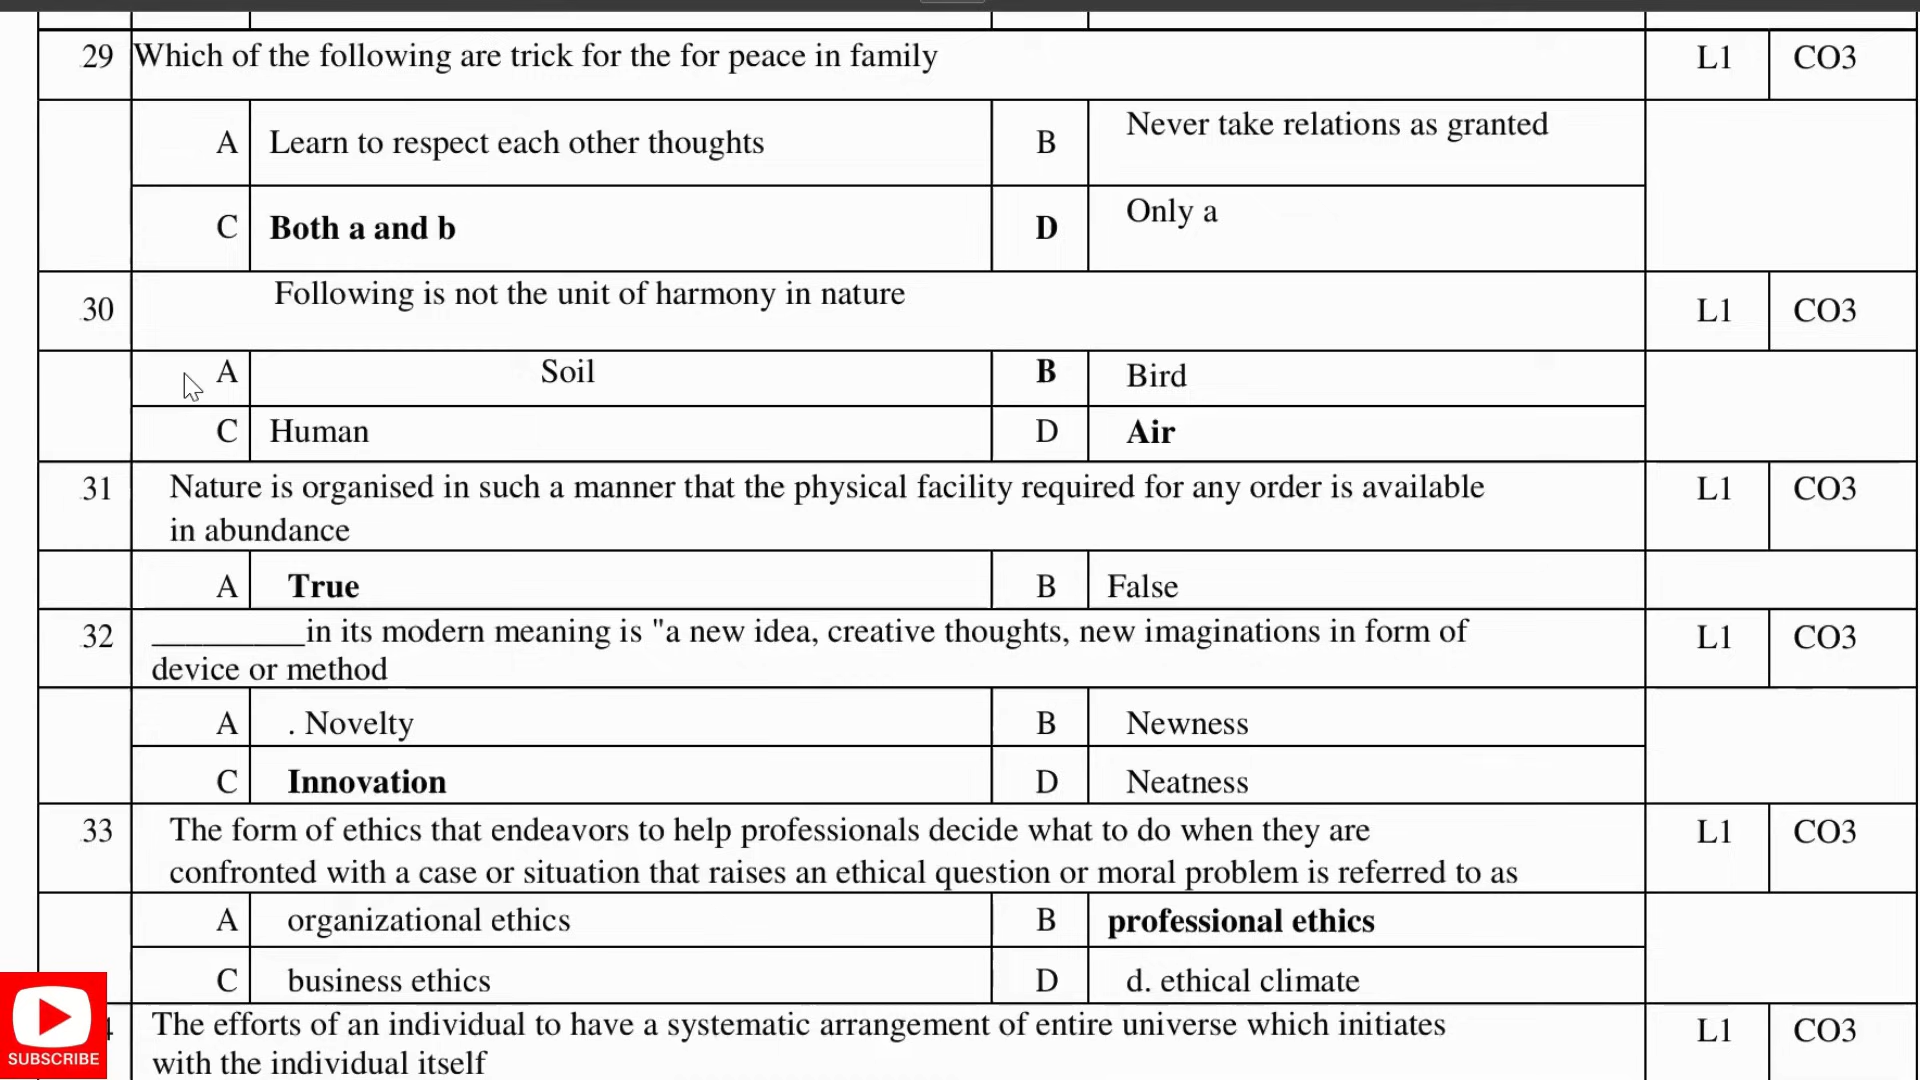 29 Which of the following are trick for the for peace in family L1 CO3
A Learn to respect each other thoughts B Never take relations as granted
C Both a and b D Only a
30 Following is not the unit of harmony in nature L1 CO3
A Soil B Bird
C Human D Air
31 Nature is organised in such a manner that the physical facility required for any order is available L1 CO3
in abundance
A True B False
32 _________in its modern meaning is "a new idea, creative thoughts, new imaginations in form of L1 CO3
device or method
A . Novelty B Newness
C Innovation D Neatness
33 The form of ethics that endeavors to help professionals decide what to do when they are L1 CO3
confronted with a case or situation that raises an ethical question or moral problem is referred to as
A organizational ethics B professional ethics
C business ethics D d. ethical climate
4 The efforts of an individual to have a systematic arrangement of entire universe which initiates L1 CO3
with the individual itself
SUBSCRIBE